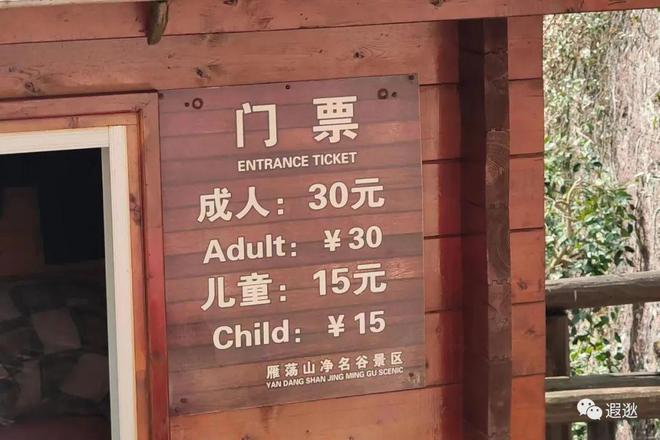 门票
ENTRANCE TICKET
成人：30元
Adult: ¥30
儿童：15元
Child: ¥15
雁荡山净名谷景区
YAN DANG SHAN JING MING GU SCENIC
遐逖